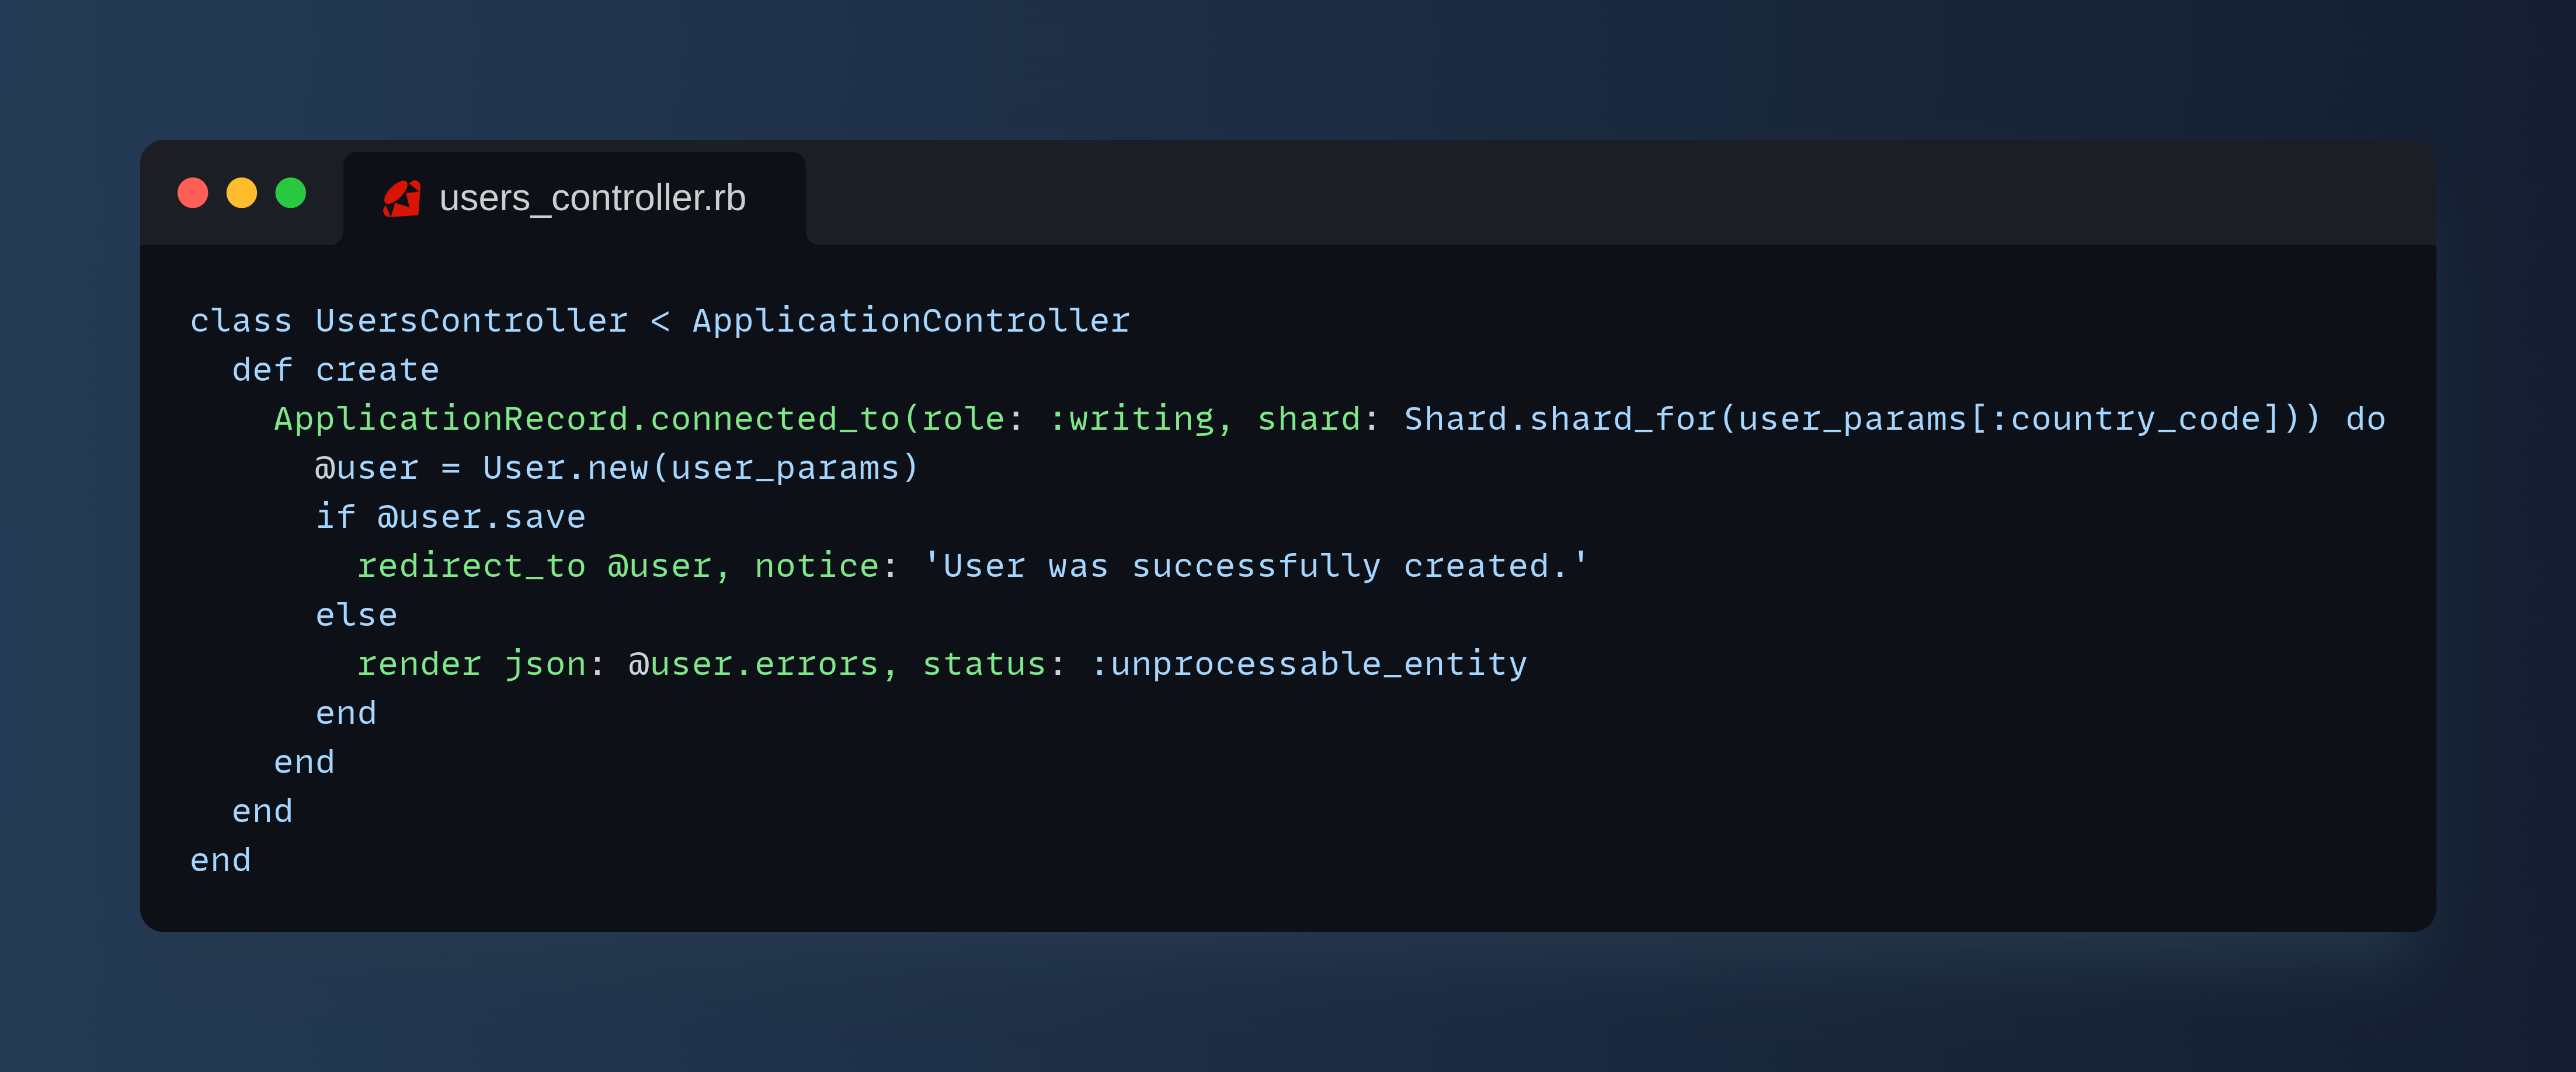 users_controller.rb
class UsersController < ApplicationController
  def create
    ApplicationRecord.connected_to(role: :writing, shard: Shard.shard_for(user_params[:country_code])) do
      @user = User.new(user_params)
      if @user.save
        redirect_to @user, notice: 'User was successfully created.'
      else
        render json: @user.errors, status: :unprocessable_entity
      end
    end
  end
end